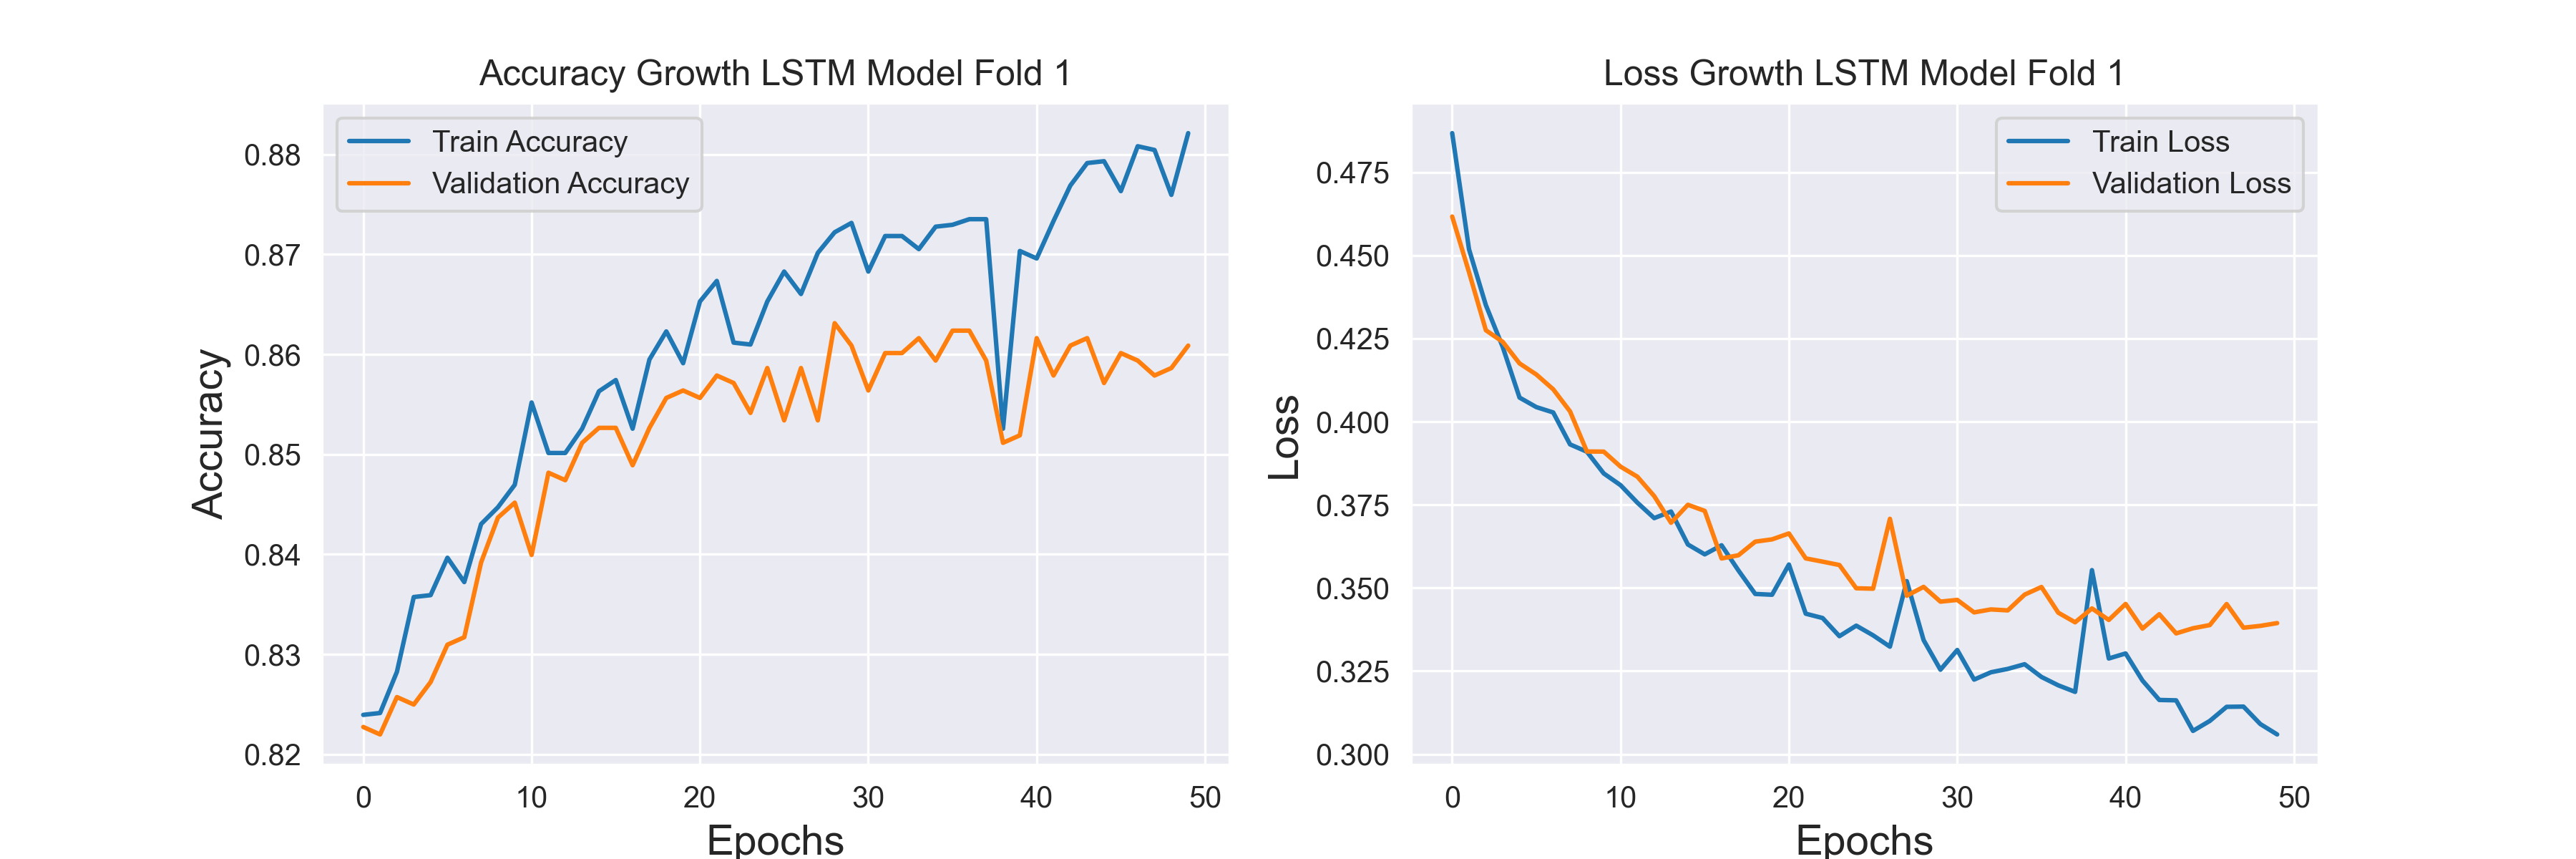 Accuracy Growth LSTM Model Fold 1
Train Accuracy
Validation Accuracy
0.88
0.87
0.86
0.85
0.84
0.83
0.82
Accuracy
0 10 20 30 40 50
Epochs
Loss Growth LSTM Model Fold 1
Train Loss
Validation Loss
0.475
0.450
0.425
0.400
0.375
0.350
0.325
0.300
Loss
0 10 20 30 40 50
Epochs